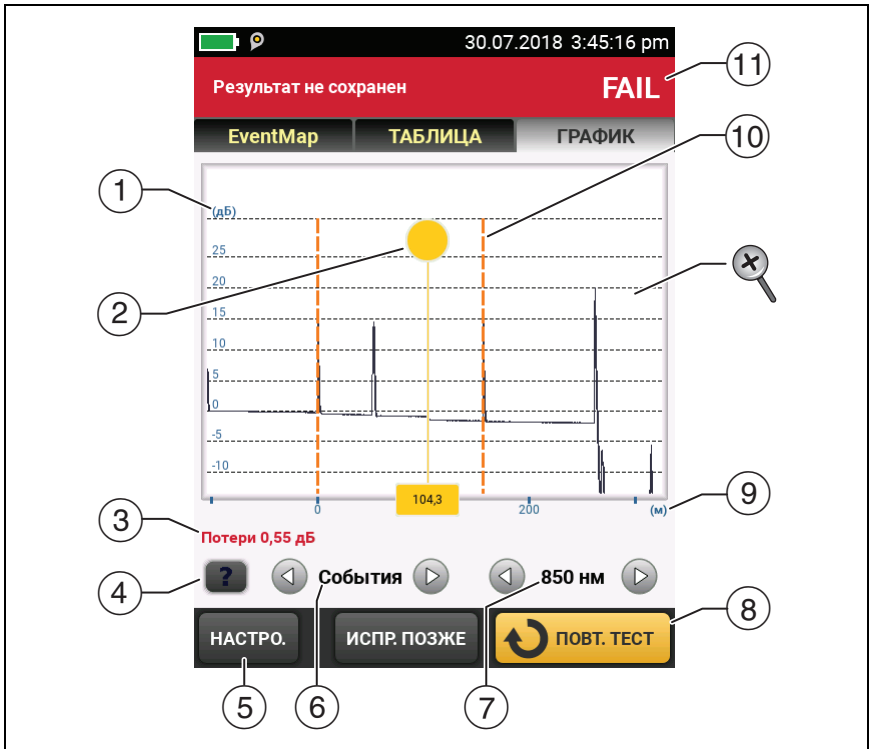 30.07.2018 3:45:16 pm
Результат не сохранен FAIL
11
EventMap ТАБЛИЦА ГРАФИК
10
1
(дБ)
25
20
2
15
10
5
0
-5
-10
104,3
0 200 (м)
9
3
Потери 0,55 дБ
4
? События 850 нм
8
НАСТРО. ИСПР. ПОЗЖЕ ПОВТ. ТЕСТ
5 6 7